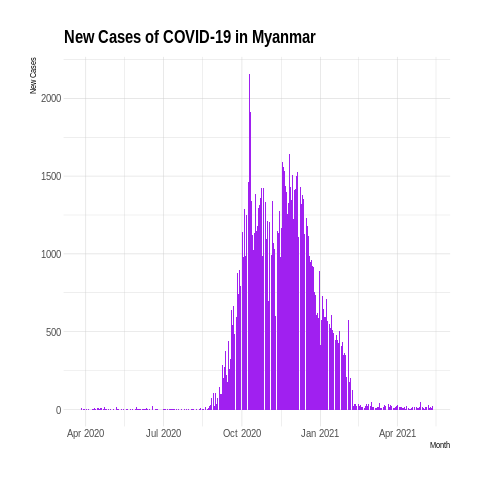 New Cases of COVID-19 in Myanmar
New Cases
2000
1500
1000
500
0
Apr 2020 Jul 2020 Oct 2020 Jan 2021 Apr 2021
Month